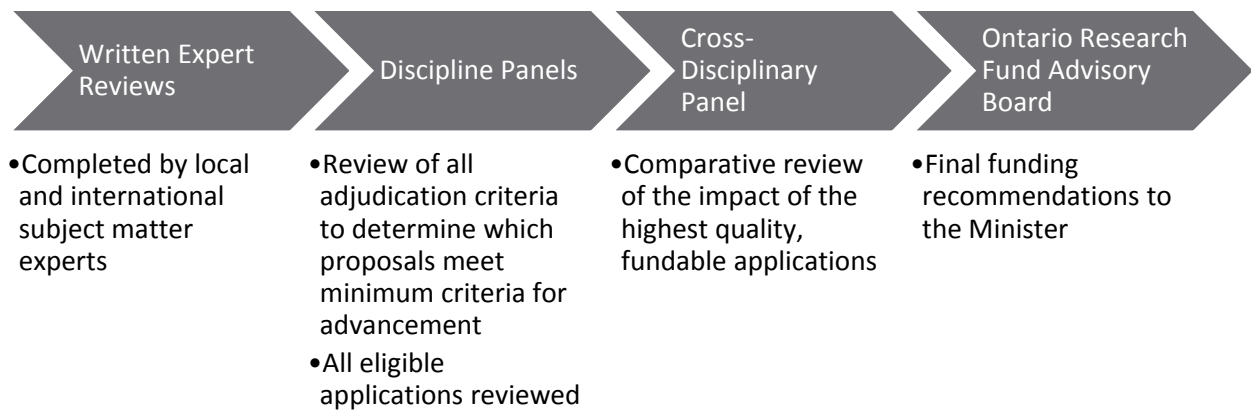 Written Expert
Reviews
•Completed by local
and international
subject matter
experts
Discipline Panels
•Review of all
adjudication criteria
to determine which
proposals meet
minimum criteria for
advancement
•All eligible
applications reviewed
Cross-
Disciplinary
Panel
•Comparative review
of the impact of the
highest quality,
fundable applications
Ontario Research
Fund Advisory
Board
•Final funding
recommendations to
the Minister